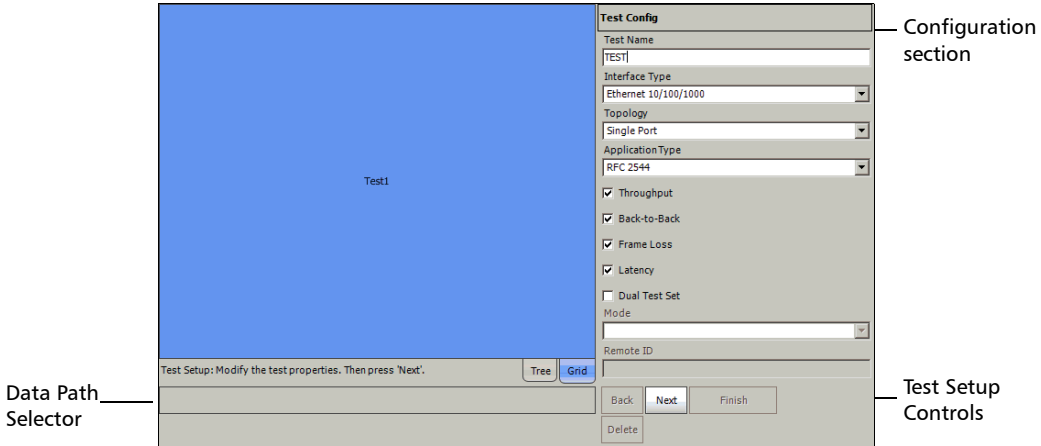 Test Config
Test Name
TEST
Interface Type
Ethernet 10/100/1000
Topology
Single Port
Application Type
RFC 2544
Throughput
Back-to-Back
Frame Loss
Latency
Dual Test Set
Mode
Remote ID
Test1
Test Setup: Modify the test properties. Then press 'Next'.
Tree
Grid
Back
Next
Finish
Delete
Configuration
section
Data Path
Selector
Test Setup
Controls